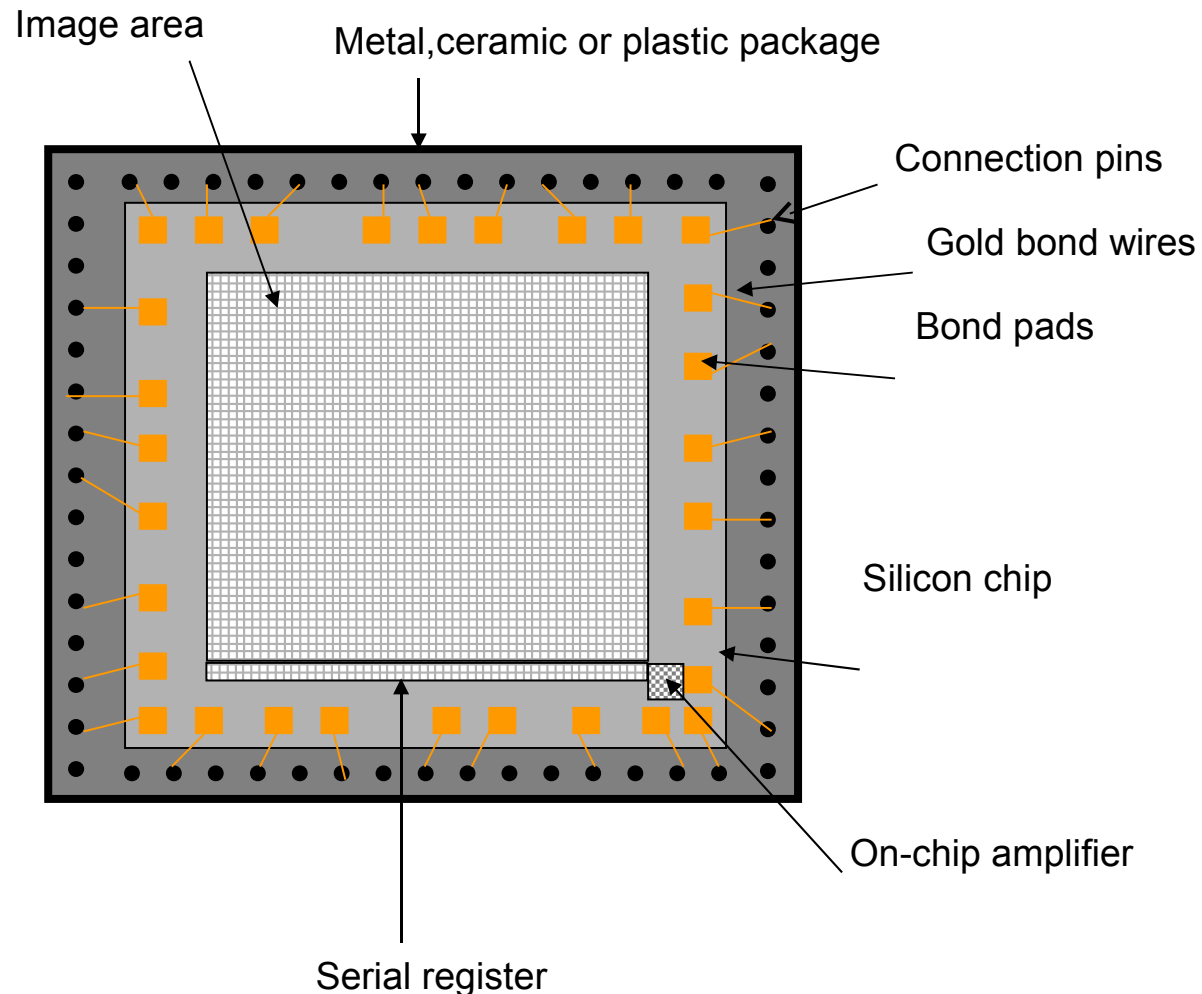 Image area
Metal,ceramic or plastic package
Connection pins
Gold bond wires
Bond pads
Silicon chip
On-chip amplifier
Serial register